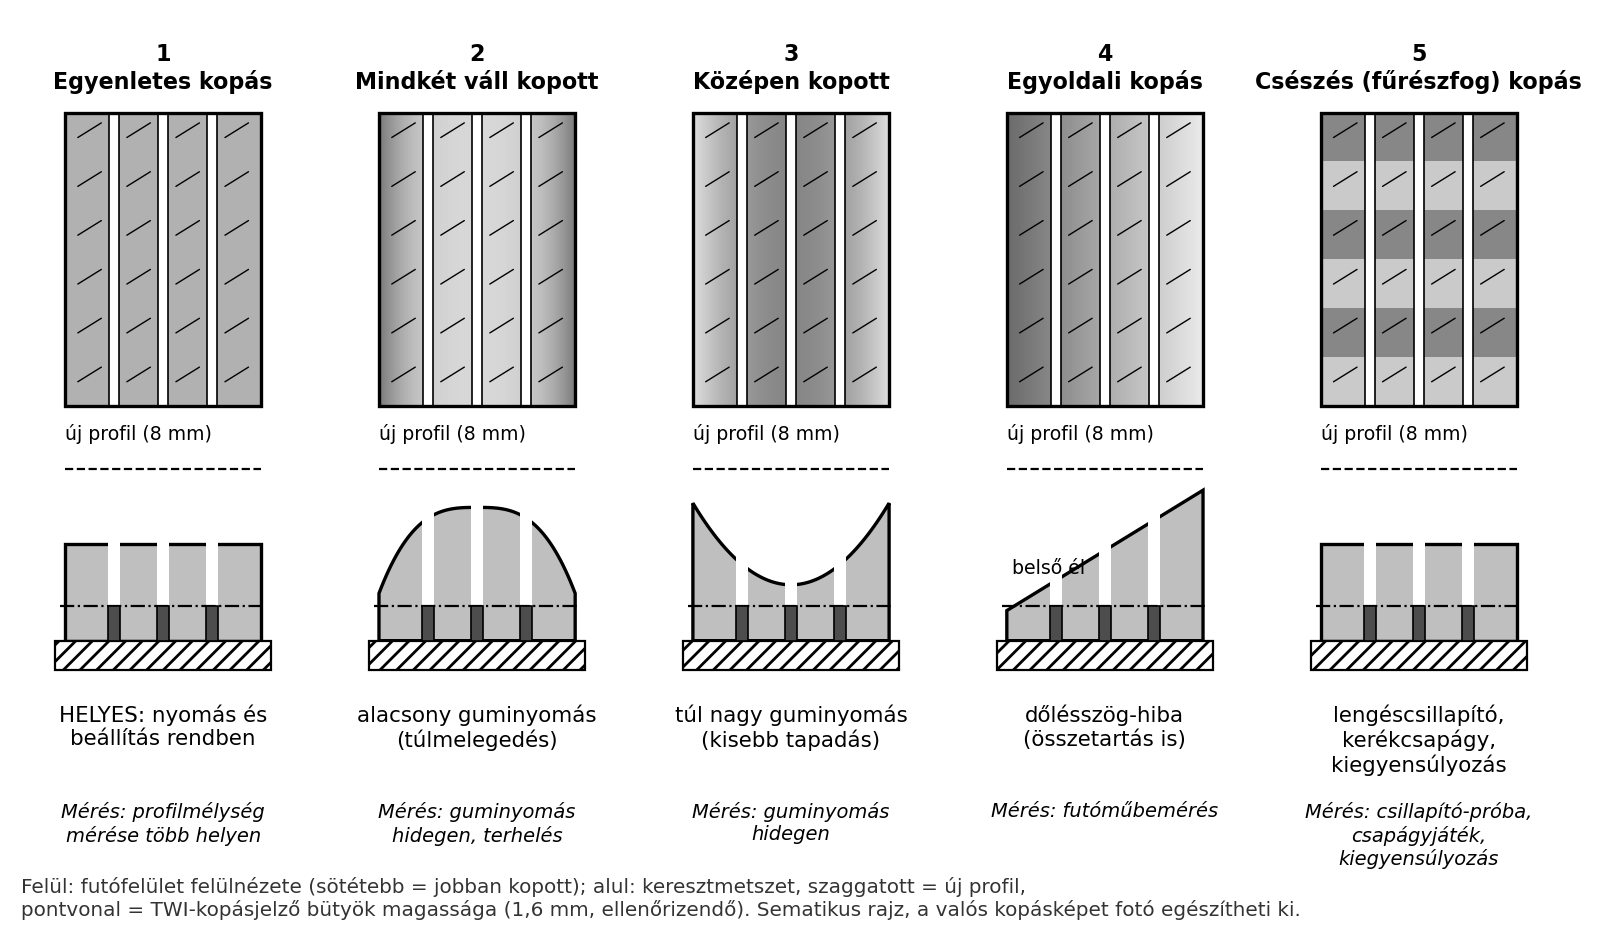 1
Egyenletes kopás
2
Mindkét váll kopott
3
Középen kopott
4
Egyoldali kopás
5
Csészés (fűrészfog) kopás
új profil (8 mm)
új profil (8 mm)
új profil (8 mm)
új profil (8 mm)
új profil (8 mm)
belső él
HELYES: nyomás és
beállítás rendben
alacsony guminyomás
(túlmelegedés)
túl nagy guminyomás
(kisebb tapadás)
dőlésszög-hiba
(összetartás is)
lengéscsillapító,
kerékcsapágy,
kiegyensúlyozás
Mérés: profilmélység
mérése több helyen
Mérés: guminyomás
hidegen, terhelés
Mérés: guminyomás
hidegen
Mérés: futóműbemérés
Mérés: csillapító-próba,
csapágyjáték,
kiegyensúlyozás
Felül: futófelület felülnézete (sötétebb = jobban kopott); alul: keresztmetszet, szaggatott = új profil,
pontvonal = TWI-kopásjelző bütyök magassága (1,6 mm, ellenőrizendő). Sematikus rajz, a valós kopásképet fotó egészítheti ki.